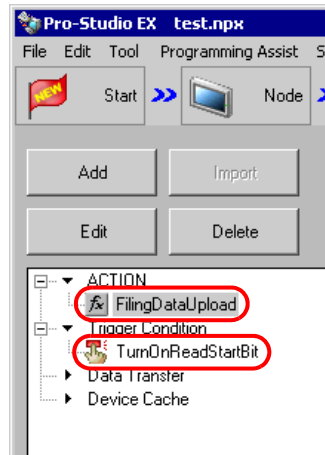 Pro-Studio EX test.npx
File Edit Tool Programming Assist S
NEW Start Node
Add Import
Edit Delete
ACTION
fx FilingDataUpload
Trigger Condition
TurnOnReadStartBit
Data Transfer
Device Cache